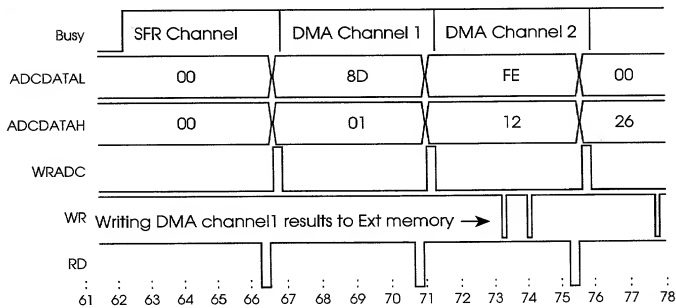 Busy SFR Channel DMA Channel 1 DMA Channel 2
ADCDATAL 00 8D FE 00
ADCDATAH 00 01 12 26
WRADC
WR Writing DMA channel1 results to Ext memory →
RD
61 62 63 64 65 66 67 68 69 70 71 72 73 74 75 76 77 78